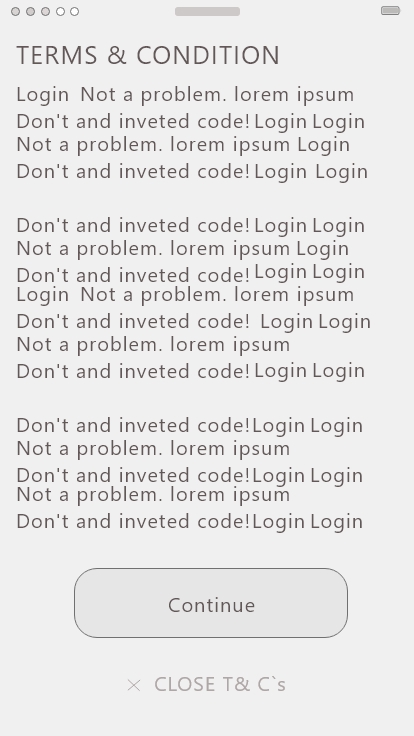 TERMS & CONDITION
Login Not a problem. lorem ipsum
Don't and inveted code! Login Login
Not a problem. lorem ipsum Login
Don't and inveted code! Login Login
Don't and inveted code! Login Login
Not a problem. lorem ipsum Login
Don't and inveted code! Login Login
Login Not a problem. lorem ipsum
Don't and inveted code! Login Login
Not a problem. lorem ipsum
Don't and inveted code! Login Login
Don't and inveted code!Login Login
Not a problem. lorem ipsum
Don't and inveted code!Login Login
Not a problem. lorem ipsum
Don't and inveted code!Login Login
Continue
CLOSE T& C`s